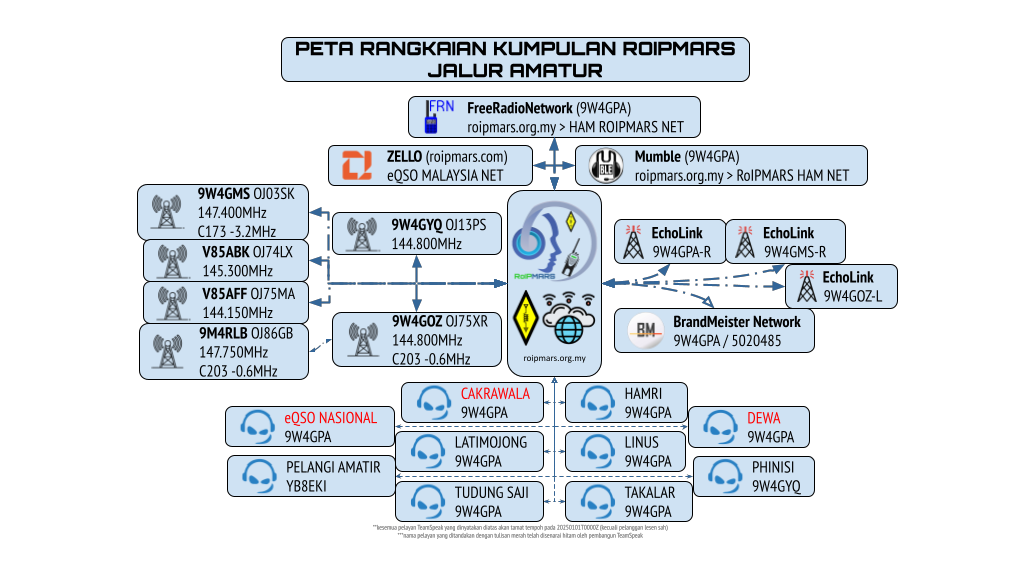 PETA RANGKAIAN KUMPULAN ROIPMARS
JALUR AMATUR
FRN
FreeRadioNetwork (9W4GPA)
roipmars.org.my > HAM ROIPMARS NET
ZELLO (roipmars.com)
eQSO MALAYSIA NET
BLE
Mumble (9W4GPA)
roipmars.org.my > RoIPMARS HAM NET
9W4GMS OJ03SK
147.400MHz
C173 -3.2MHz
V85ABK OJ74LX
145.300MHz
V85AFF OJ75MA
144.150MHz
9M4RLB OJ86GB
147.750MHz
C203 -0.6MHz
9W4GYQ OJ13PS
144.800MHz
9W4GOZ OJ75XR
144.800MHz
C203 -0.6MHz
RoIPMARS
roipmars.org.my
EchoLink
9W4GPA-R
EchoLink
9W4GMS-R
EchoLink
9W4GOZ-L
BM
BrandMeister Network
9W4GPA / 5020485
CAKRAWALA
9W4GPA
HAMRI
9W4GPA
eQSO NASIONAL
9W4GPA
DEWA
9W4GPA
LATIMOJONG
9W4GPA
LINUS
9W4GPA
PELANGI AMATIR
YB8EKI
PHINISI
9W4GYQ
TUDUNG SAJI
9W4GPA
TAKALAR
9W4GPA
**kesemua pelayan TeamSpeak yang dinyatakan diatas akan tamat tempoh pada 20250101T0000Z (kecuali pelanggan lesen sah)
***nama pelayan yang ditandakan dengan tulisan merah telah disenarai hitam oleh pembangun TeamSpeak